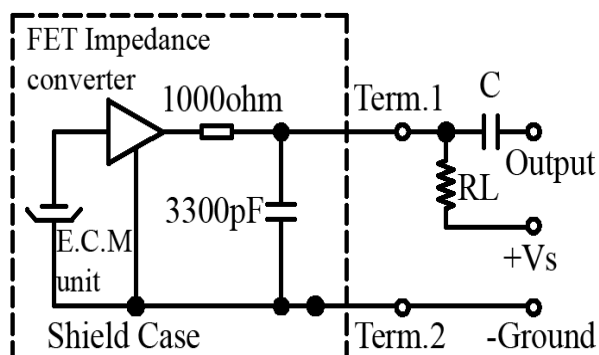 FET Impedance
converter
1000ohm
Term.1
C
Output
3300pF
RL
E.C.M
unit
+Vs
Shield Case
Term.2
-Ground